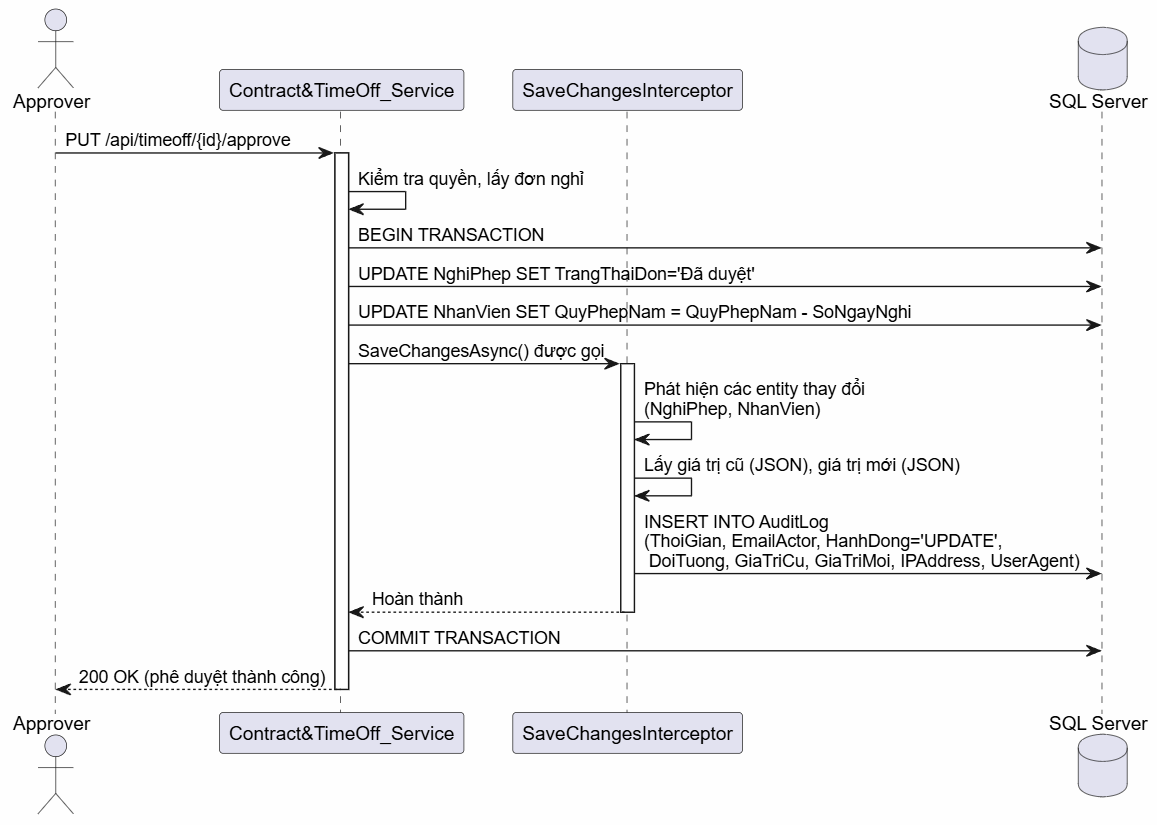 Approver
Contract&TimeOff_Service
SaveChangesInterceptor
SQL Server
PUT /api/timeoff/{id}/approve
Kiểm tra quyền, lấy đơn nghỉ
BEGIN TRANSACTION
UPDATE NghiPhep SET TrangThaiDon='Đã duyệt'
UPDATE NhanVien SET QuyPhepNam = QuyPhepNam - SoNgayNghi
SaveChangesAsync() được gọi
Phát hiện các entity thay đổi
(NghiPhep, NhanVien)
Lấy giá trị cũ (JSON), giá trị mới (JSON)
INSERT INTO AuditLog
(ThoiGian, EmailActor, HanhDong='UPDATE',
DoiTuong, GiaTriCu, GiaTriMoi, IPAddress, UserAgent)
Hoàn thành
COMMIT TRANSACTION
200 OK (phê duyệt thành công)
Approver
Contract&TimeOff_Service
SaveChangesInterceptor
SQL Server